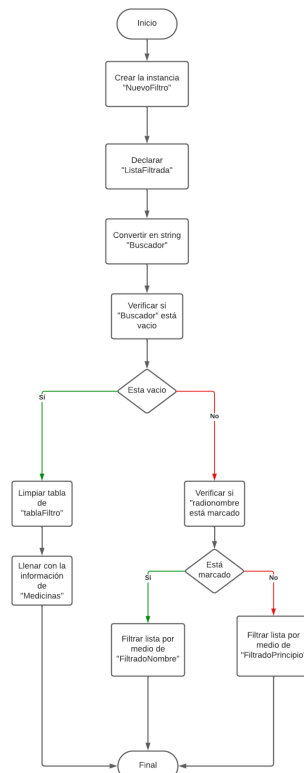 Inicio
Crear la instancia
"NuevoFiltro"
Declarar
"ListaFiltrada"
Convertir en string
"Buscador"
Verificar si
"Buscador" está
vacio
Esta vacio
Sí
No
Limpiar tabla
de
"tablaFiltro"
Verificar si
"radionombre
está marcado
Llenar con la
información
de
"Medicinas"
Está
marcado
Sí
No
Filtrar lista por
medio de
"FiltradoNombre"
Filtrar lista por
medio de
"FiltradoPrincipio"
Final